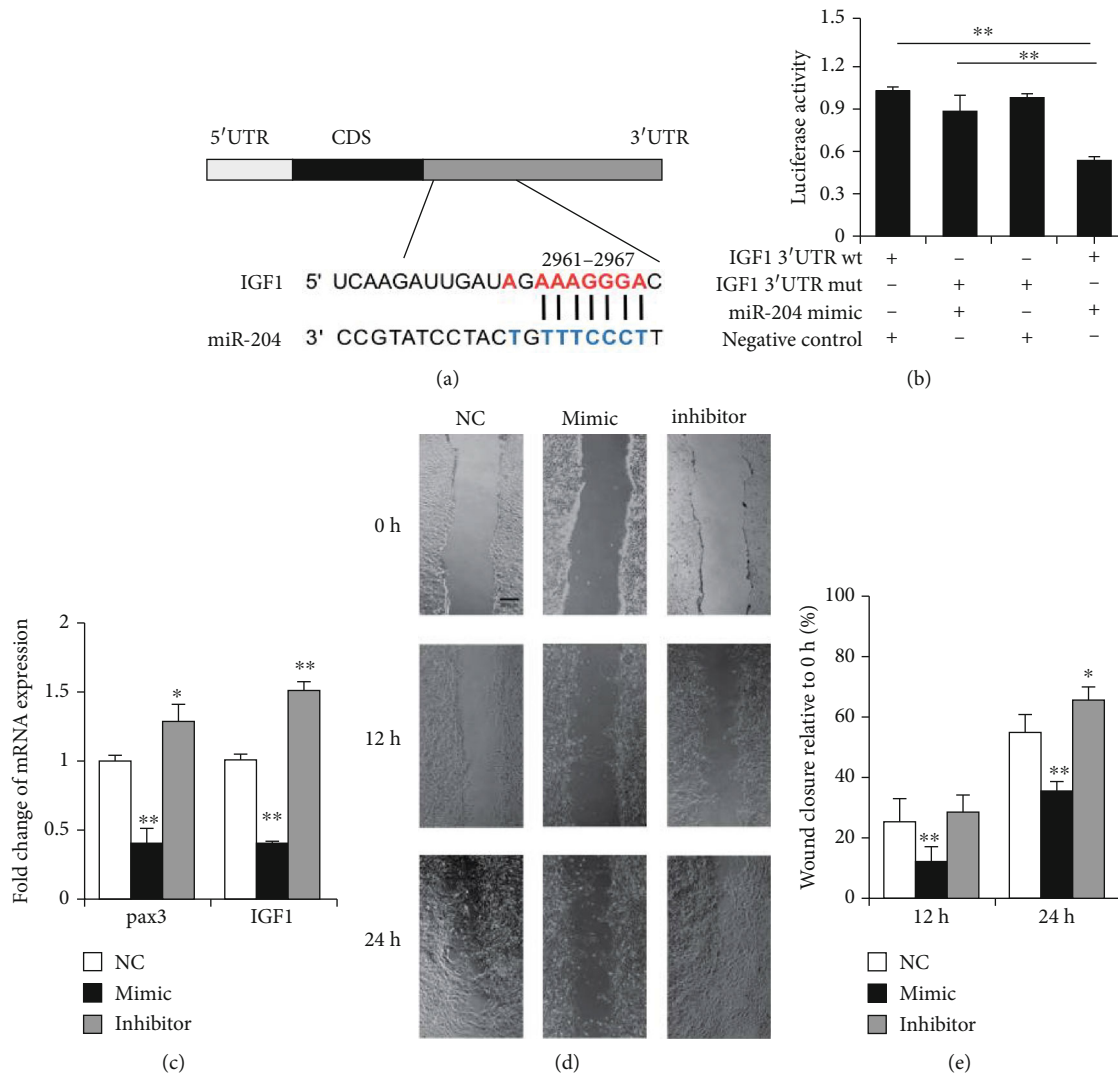 5′UTR CDS 3′UTR
2961–2967
IGF1 5' UCAAGAUUGAUAGAAAGGGAC
miR-204 3' CCGTATCCTACTGTTTCCCTT
(a)
** 
**
Luciferase activity
1.5
1.2
0.9
0.6
0.3
0
IGF1 3′UTR wt + – – +
IGF1 3′UTR mut – + + –
miR-204 mimic – + – +
Negative control + – + –
(b)
Fold change of mRNA expression
2
1.5
1
0.5
0
** * ** **
pax3 IGF1
NC
Mimic
Inhibitor
(c)
NC Mimic inhibitor
0 h
12 h
24 h
(d)
Wound closure relative to 0 h (%)
100
80
60
40
20
0
** ** *
12 h 24 h
NC
Mimic
Inhibitor
(e)